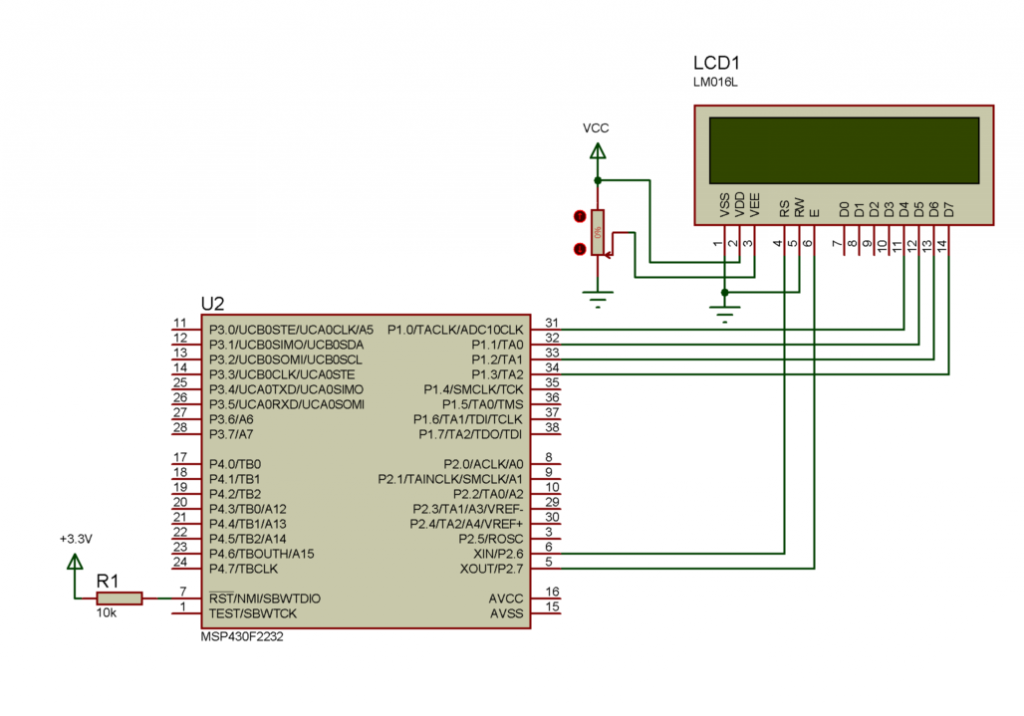 LCD1
LM016L
VCC
0%
VSS
VDD
VEE
RS
RW
E
D0
D1
D2
D3
D4
D5
D6
D7
1
2
3
4
5
6
7
8
9
10
11
12
13
14
U2
11 P3.0/UCB0STE/UCA0CLK/A5 P1.0/TACLK/ADC10CLK 31
12 P3.1/UCB0SIMO/UCB0SDA P1.1/TA0 32
13 P3.2/UCB0SOMI/UCB0SCL P1.2/TA1 33
14 P3.3/UCB0CLK/UCA0STE P1.3/TA2 34
25 P3.4/UCA0TXD/UCA0SIMO P1.4/SMCLK/TCK 35
26 P3.5/UCA0RXD/UCA0SOMI P1.5/TA0/TMS 36
27 P3.6/A6 P1.6/TA1/TDI/TCLK 37
28 P3.7/A7 P1.7/TA2/TDO/TDI 38
17 P4.0/TB0 P2.0/ACLK/A0 8
18 P4.1/TB1 P2.1/TAINCLK/SMCLK/A1 9
19 P4.2/TB2 P2.2/TA0/A2 10
20 P4.3/TB0/A12 P2.3/TA1/A3/VREF- 29
21 P4.4/TB1/A13 P2.4/TA2/A4/VREF+ 30
22 P4.5/TB2/A14 P2.5/ROSC 3
23 P4.6/TBOUTH/A15 XIN/P2.6 6
24 P4.7/TBCLK XOUT/P2.7 5
+3.3V
R1
10k
7 RST/NMI/SBWTDIO AVCC 16
1 TEST/SBWTCK AVSS 15
MSP430F2232